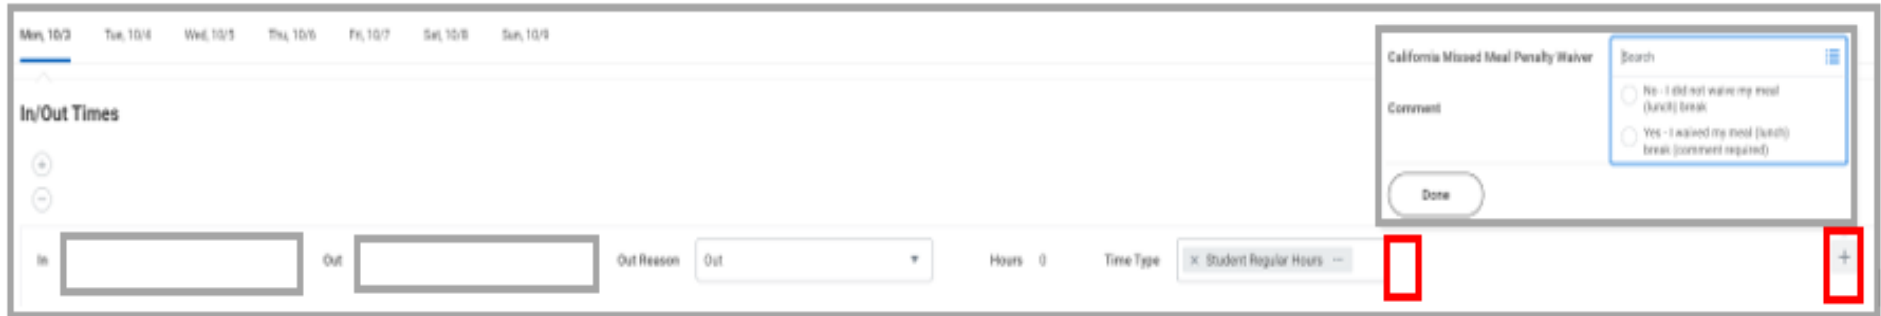 Mon, 10/3 Tue, 10/4 Wed, 10/5 Thu, 10/6 Fri, 10/7 Sat, 10/8 Sun, 10/9
California Missed Meal Penalty Waiver
Search
No - I did not waive my meal
(lunch) break
Comment
Yes - I waived my meal (lunch)
break (comment required)
Done
In/Out Times
In Out Out Reason Out Hours 0 Time Type × Student Regular Hours ··· +